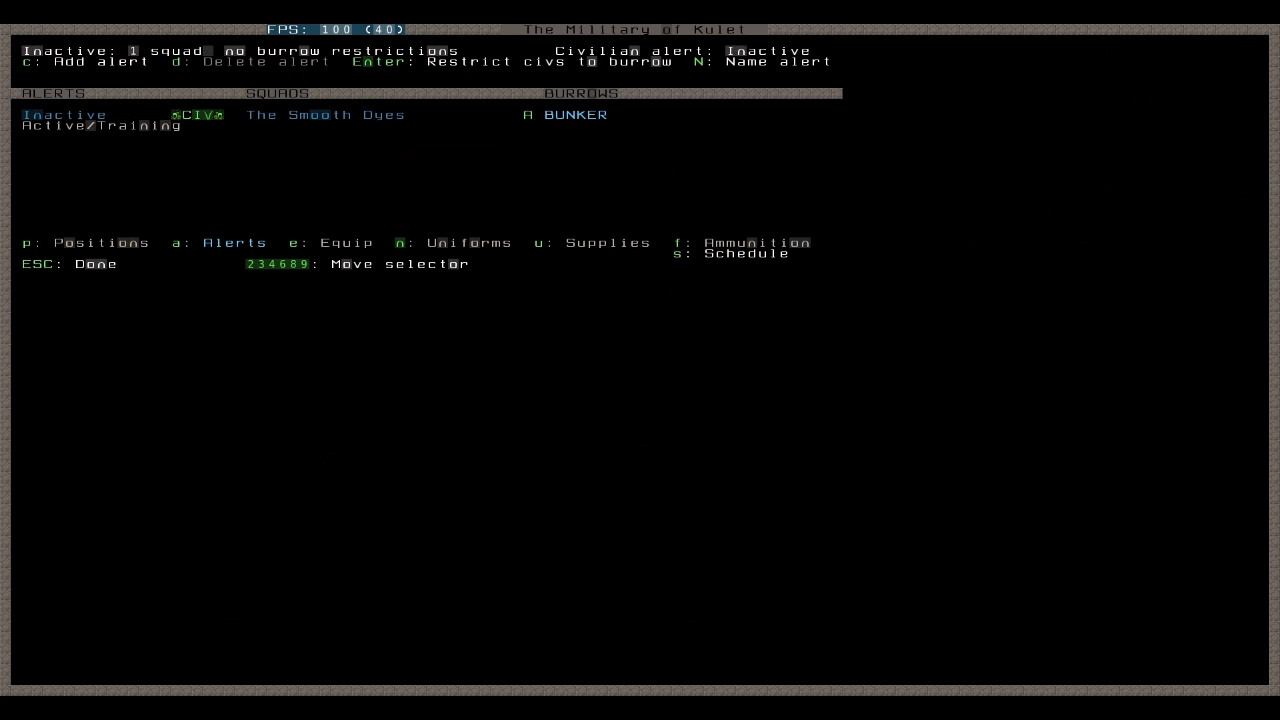 FPS: 100 (40) The Military of Kulet
Inactive: 1 squad no burrow restrictions Civilian alert: Inactive
c: Add alert d: Delete alert Enter: Restrict civs to burrow N: Name alert
ALERTS SQUADS BURROWS
Inactive CIV The Smooth Dyes A BUNKER
Active/Training
p: Positions a: Alerts e: Equip n: Uniforms u: Supplies f: Ammunition
s: Schedule
ESC: Done 234689: Move selector